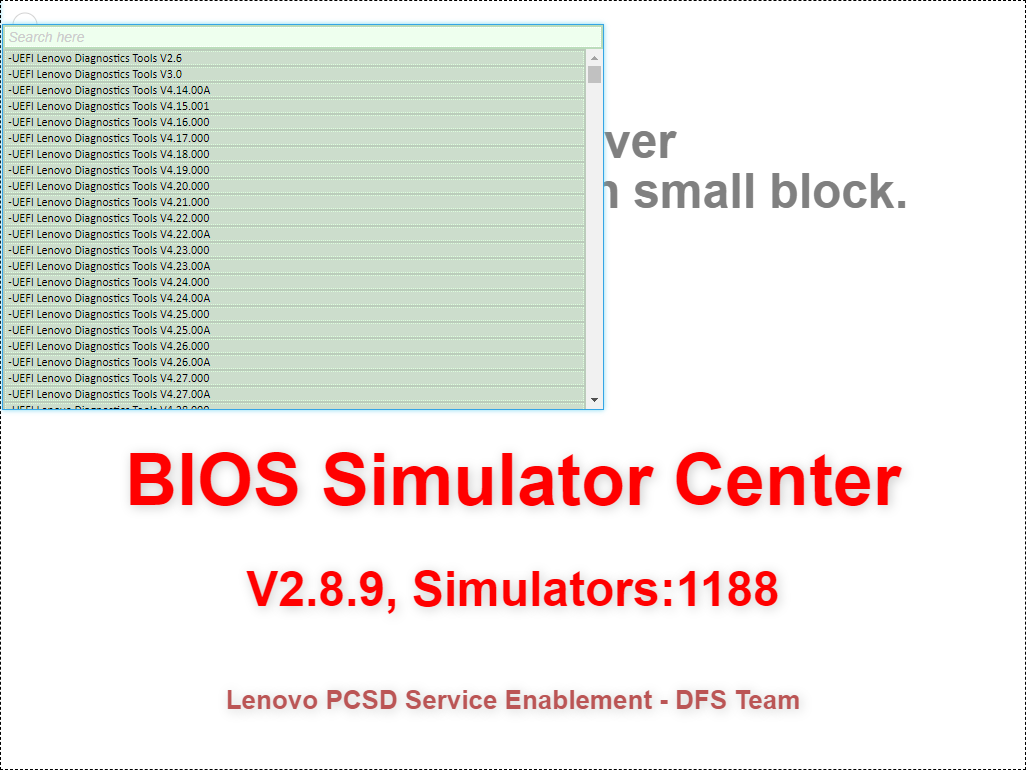 Search here
-UEFI Lenovo Diagnostics Tools V2.6
-UEFI Lenovo Diagnostics Tools V3.0
-UEFI Lenovo Diagnostics Tools V4.14.00A
-UEFI Lenovo Diagnostics Tools V4.15.001
-UEFI Lenovo Diagnostics Tools V4.16.000
-UEFI Lenovo Diagnostics Tools V4.17.000
-UEFI Lenovo Diagnostics Tools V4.18.000
-UEFI Lenovo Diagnostics Tools V4.19.000
-UEFI Lenovo Diagnostics Tools V4.20.000
-UEFI Lenovo Diagnostics Tools V4.21.000
-UEFI Lenovo Diagnostics Tools V4.22.000
-UEFI Lenovo Diagnostics Tools V4.22.00A
-UEFI Lenovo Diagnostics Tools V4.23.000
-UEFI Lenovo Diagnostics Tools V4.23.00A
-UEFI Lenovo Diagnostics Tools V4.24.000
-UEFI Lenovo Diagnostics Tools V4.24.00A
-UEFI Lenovo Diagnostics Tools V4.25.000
-UEFI Lenovo Diagnostics Tools V4.25.00A
-UEFI Lenovo Diagnostics Tools V4.26.000
-UEFI Lenovo Diagnostics Tools V4.26.00A
-UEFI Lenovo Diagnostics Tools V4.27.000
-UEFI Lenovo Diagnostics Tools V4.27.00A
-UEFI Lenovo Diagnostics Tools V4.28.000
ver
small block.
BIOS Simulator Center
V2.8.9, Simulators:1188
Lenovo PCSD Service Enablement - DFS Team